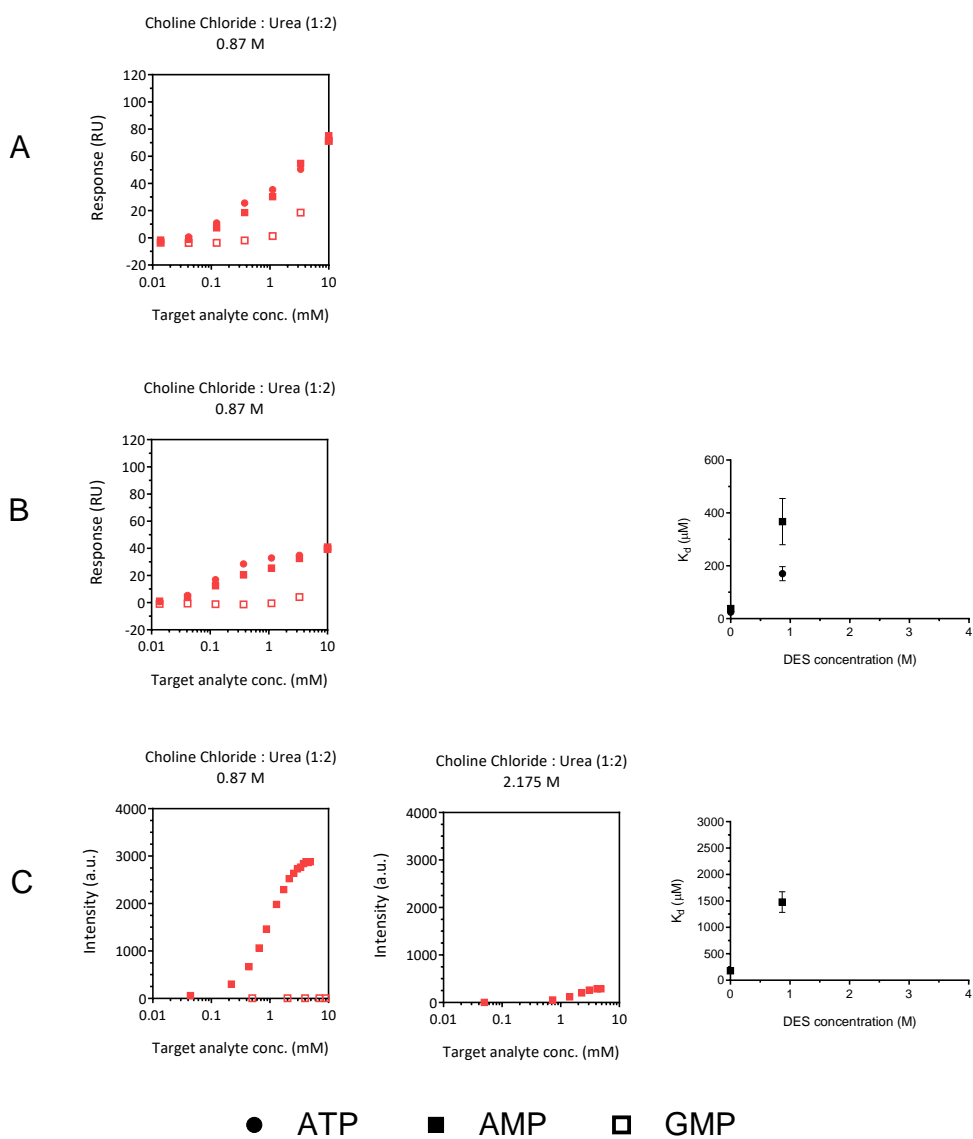 Choline Chloride : Urea (1:2)
0.87 M
A
120
100
80
60
40
20
0
-20
Response (RU)
0.01 0.1 1 10
Target analyte conc. (mM)
Choline Chloride : Urea (1:2)
0.87 M
B
120
100
80
60
40
20
0
-20
Response (RU)
0.01 0.1 1 10
Target analyte conc. (mM)
600
400
200
0
Kd (µM)
0 1 2 3 4
DES concentration (M)
Choline Chloride : Urea (1:2)
0.87 M
C
4000
3000
2000
1000
0
Intensity (a.u.)
0.01 0.1 1 10
Target analyte conc. (mM)
Choline Chloride : Urea (1:2)
2.175 M
4000
3000
2000
1000
0
Intensity (a.u.)
0.01 0.1 1 10
Target analyte conc. (mM)
3000
2500
2000
1500
1000
500
0
Kd (µM)
0 1 2 3 4
DES concentration (M)
ATP AMP GMP